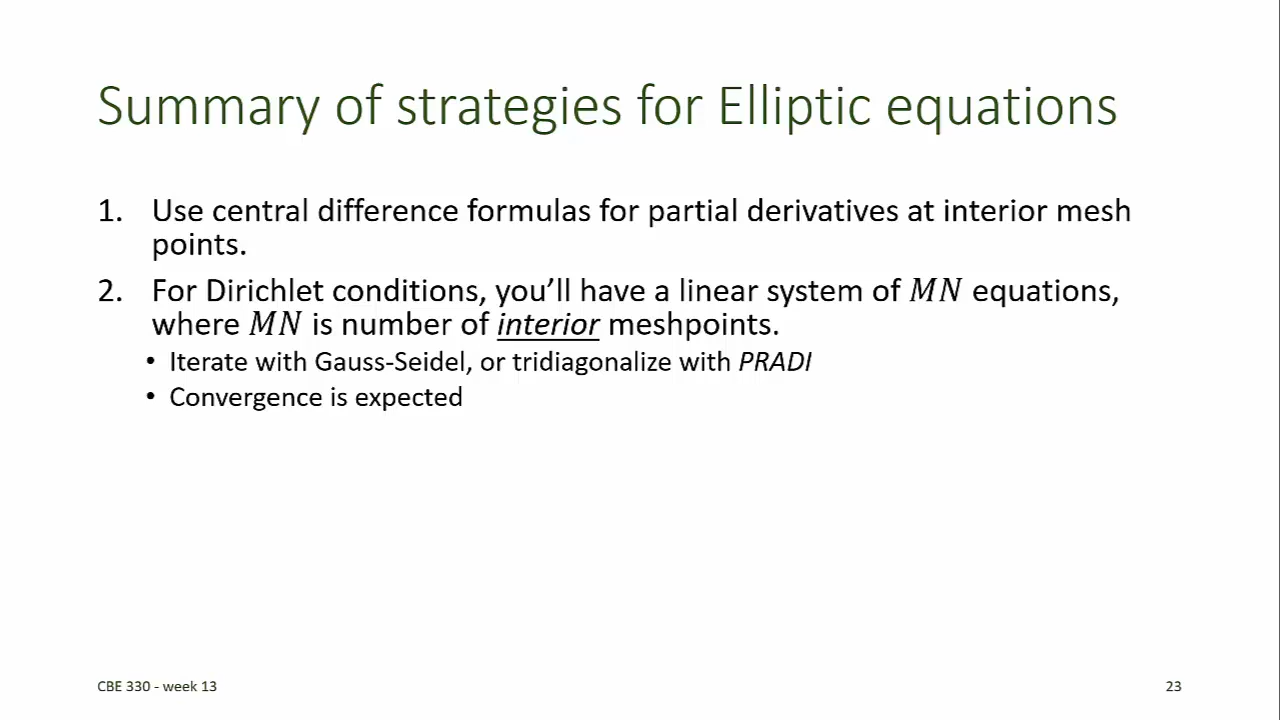 Summary of strategies for Elliptic equations
1. Use central difference formulas for partial derivatives at interior mesh
points.
2. For Dirichlet conditions, you’ll have a linear system of MN equations,
where MN is number of interior meshpoints.
• Iterate with Gauss-Seidel, or tridiagonalize with PRADI
• Convergence is expected
CBE 330 - week 13
23